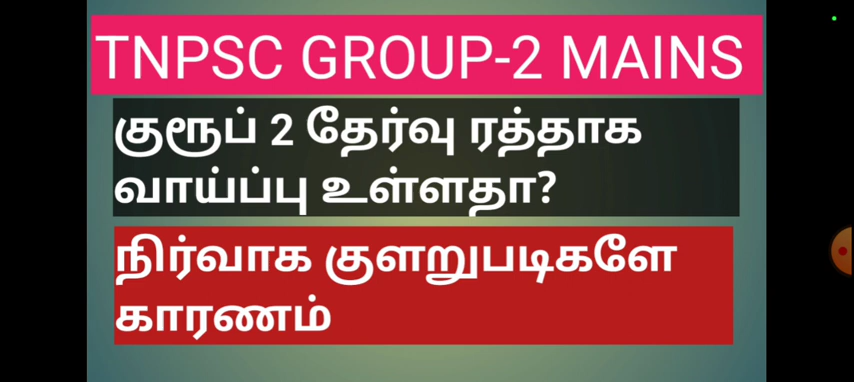 TNPSC GROUP-2 MAINS
குரூப் 2 தேர்வு ரத்தாக
வாய்ப்பு உள்ளதா?
நிர்வாக குளறுபடிகளே
காரணம்